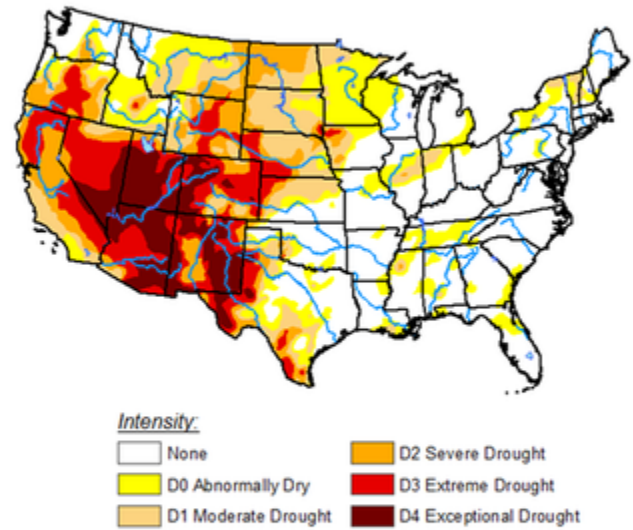 Intensity:
None
D0 Abnormally Dry
D1 Moderate Drought
D2 Severe Drought
D3 Extreme Drought
D4 Exceptional Drought